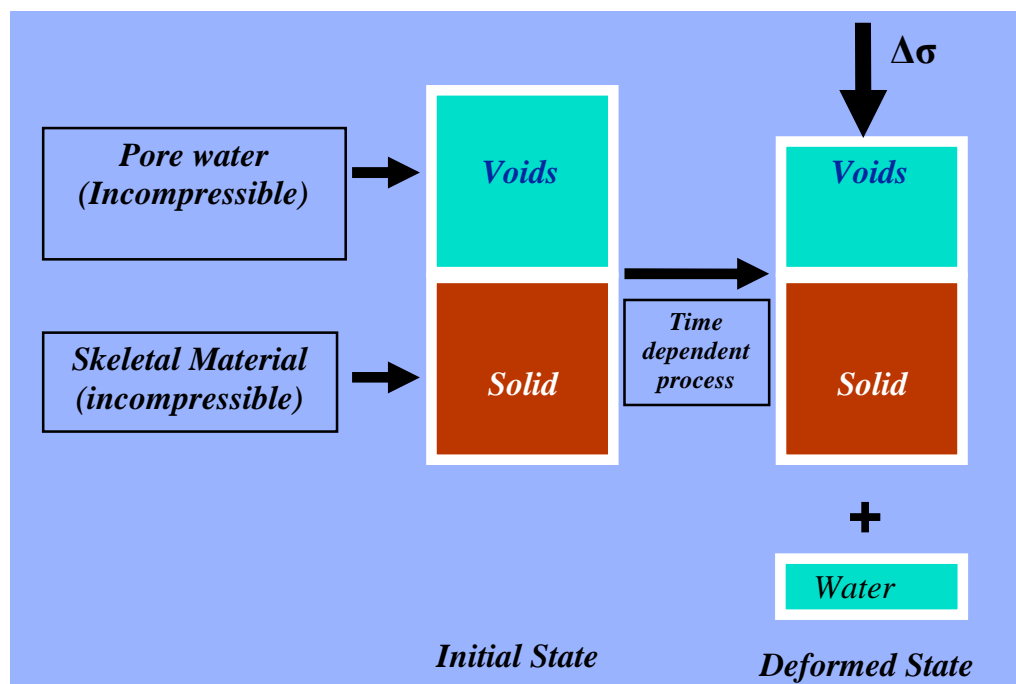 Δσ
Pore water
(Incompressible)
Voids
Voids
Skeletal Material
(incompressible)
Solid
Time
dependent
process
Solid
+
Water
Initial State
Deformed State